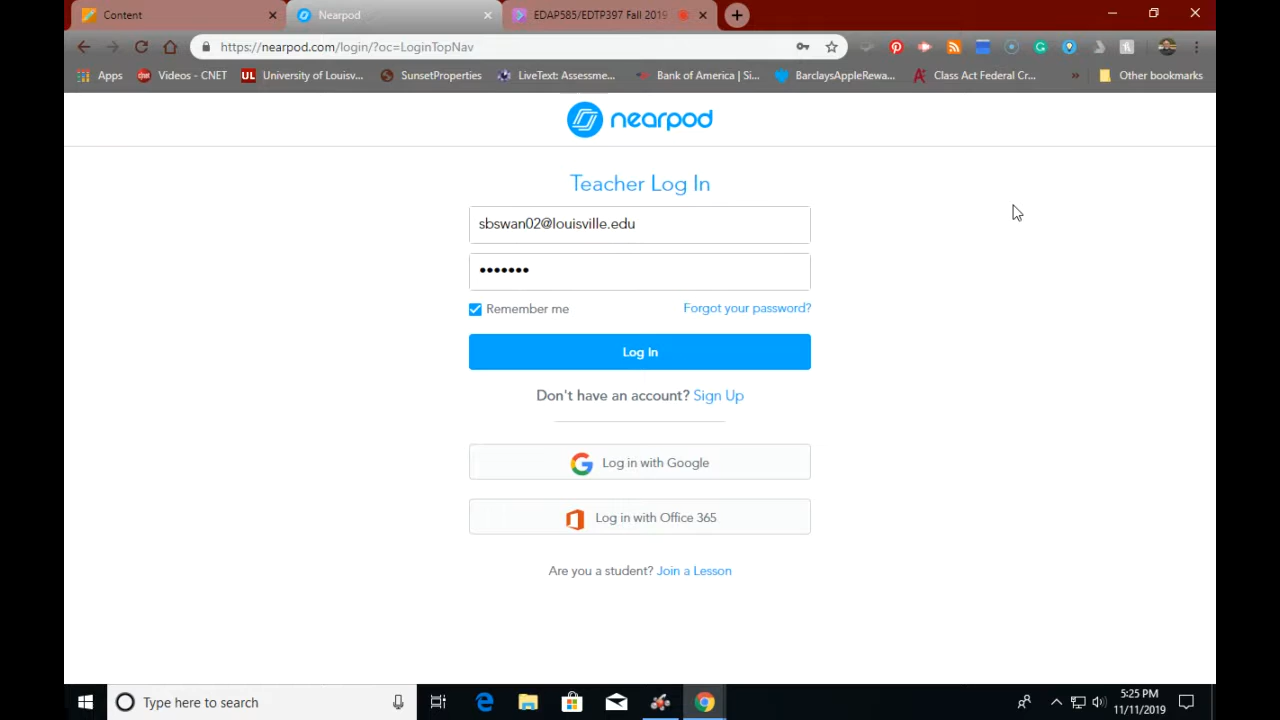 Content
Nearpod
EDAP585/EDTP397 Fall 2019
https://nearpod.com/login/?oc=LoginTopNav
Apps
Videos - CNET
UL University of Louisv...
SunsetProperties
LiveText: Assessme...
Bank of America | Si...
BarclaysAppleRewa...
Class Act Federal Cr...
»
Other bookmarks
nearpod
Teacher Log In
sbswan02@louisville.edu
•••••••
Remember me
Forgot your password?
Log In
Don't have an account? Sign Up
Log in with Google
Log in with Office 365
Are you a student? Join a Lesson
Type here to search
5:25 PM
11/11/2019